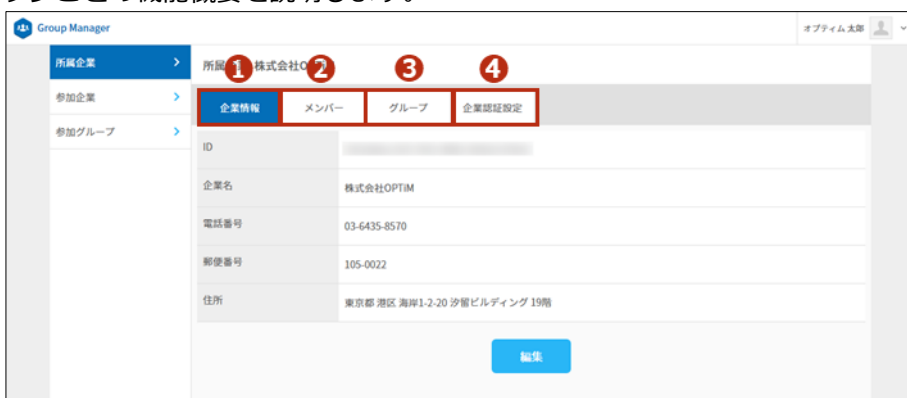 Group Manager
オプティム 太郎
所属企業
参加企業
参加グループ
株式会社
1 2 3 4
企業情報 メンバー グループ 企業認証設定
ID
企業名 株式会社OPTiM
電話番号 03-6435-8570
郵便番号 105-0022
住所 東京都 港区 海岸1-2-20 汐留ビルディング 19階
編集